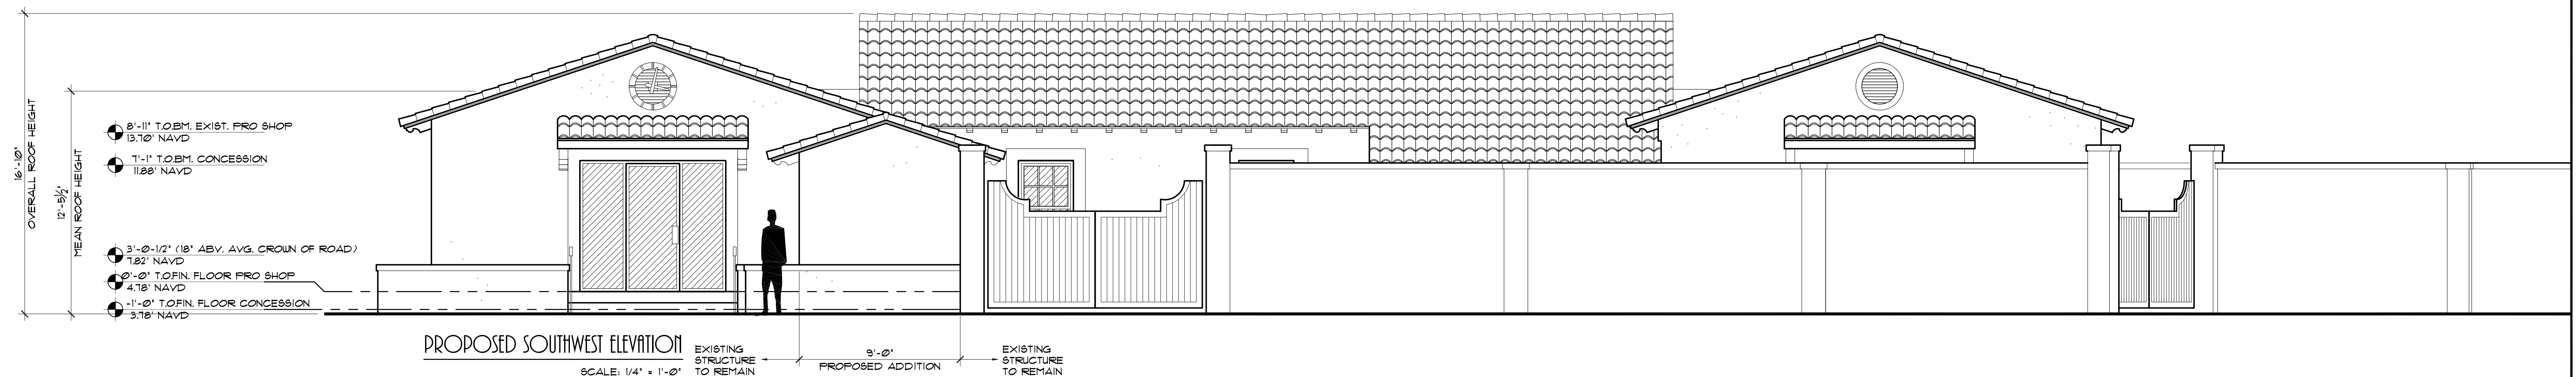 16'-10"
OVERALL ROOF HEIGHT
12'-5½"
MEAN ROOF HEIGHT
8'-11" T.O.BM. EXIST. PRO SHOP
13.70' NAVD
7'-1" T.O.BM. CONCESSION
11.88' NAVD
3'-0-1/2" (18" ABV. AVG. CROWN OF ROAD)
7.82' NAVD
0'-0" T.O.FIN. FLOOR PRO SHOP
4.78' NAVD
-1'-0" T.O.FIN. FLOOR CONCESSION
3.78' NAVD
PROPOSED SOUTHWEST ELEVATION
SCALE: 1/4" = 1'-0"
EXISTING
STRUCTURE
TO REMAIN
9'-0"
PROPOSED ADDITION
EXISTING
STRUCTURE
TO REMAIN